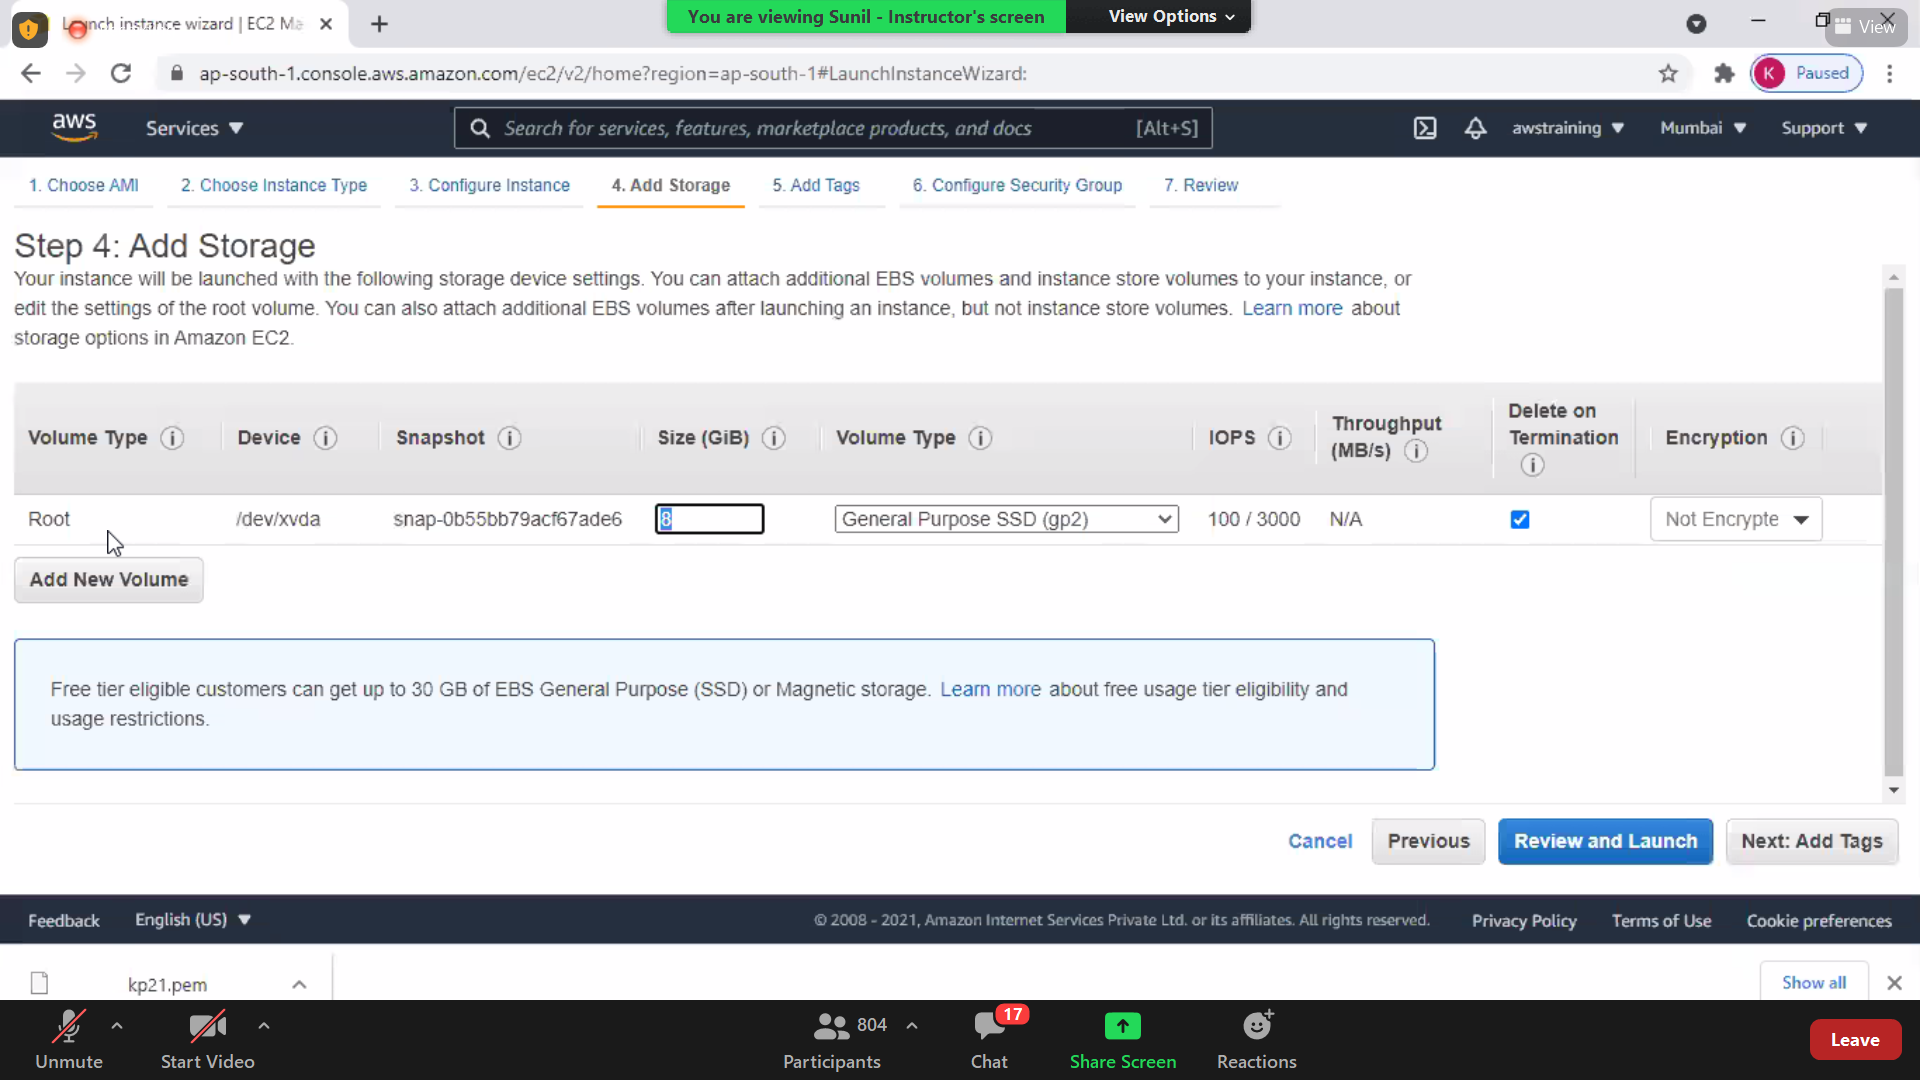 You are viewing Sunil - Instructor's screen
View Options
View
Launch instance wizard | EC2 Ma
ap-south-1.console.aws.amazon.com/ec2/v2/home?region=ap-south-1#LaunchInstanceWizard:
K Paused
aws
Services
Search for services, features, marketplace products, and docs
[Alt+S]
awstraining
Mumbai
Support
1. Choose AMI
2. Choose Instance Type
3. Configure Instance
4. Add Storage
5. Add Tags
6. Configure Security Group
7. Review
Step 4: Add Storage
Your instance will be launched with the following storage device settings. You can attach additional EBS volumes and instance store volumes to your instance, or
edit the settings of the root volume. You can also attach additional EBS volumes after launching an instance, but not instance store volumes. Learn more about
storage options in Amazon EC2.
Volume Type
Device
Snapshot
Size (GiB)
Volume Type
IOPS
Throughput
(MB/s)
Delete on
Termination
Encryption
Root
/dev/xvda
snap-0b55bb79acf67ade6
8
General Purpose SSD (gp2)
100 / 3000
N/A
Not Encrypte
Add New Volume
Free tier eligible customers can get up to 30 GB of EBS General Purpose (SSD) or Magnetic storage. Learn more about free usage tier eligibility and
usage restrictions.
Cancel
Previous
Review and Launch
Next: Add Tags
Feedback
English (US)
© 2008 - 2021, Amazon Internet Services Private Ltd. or its affiliates. All rights reserved.
Privacy Policy
Terms of Use
Cookie preferences
kp21.pem
Show all
Unmute
Start Video
804
Participants
17
Chat
Share Screen
Reactions
Leave